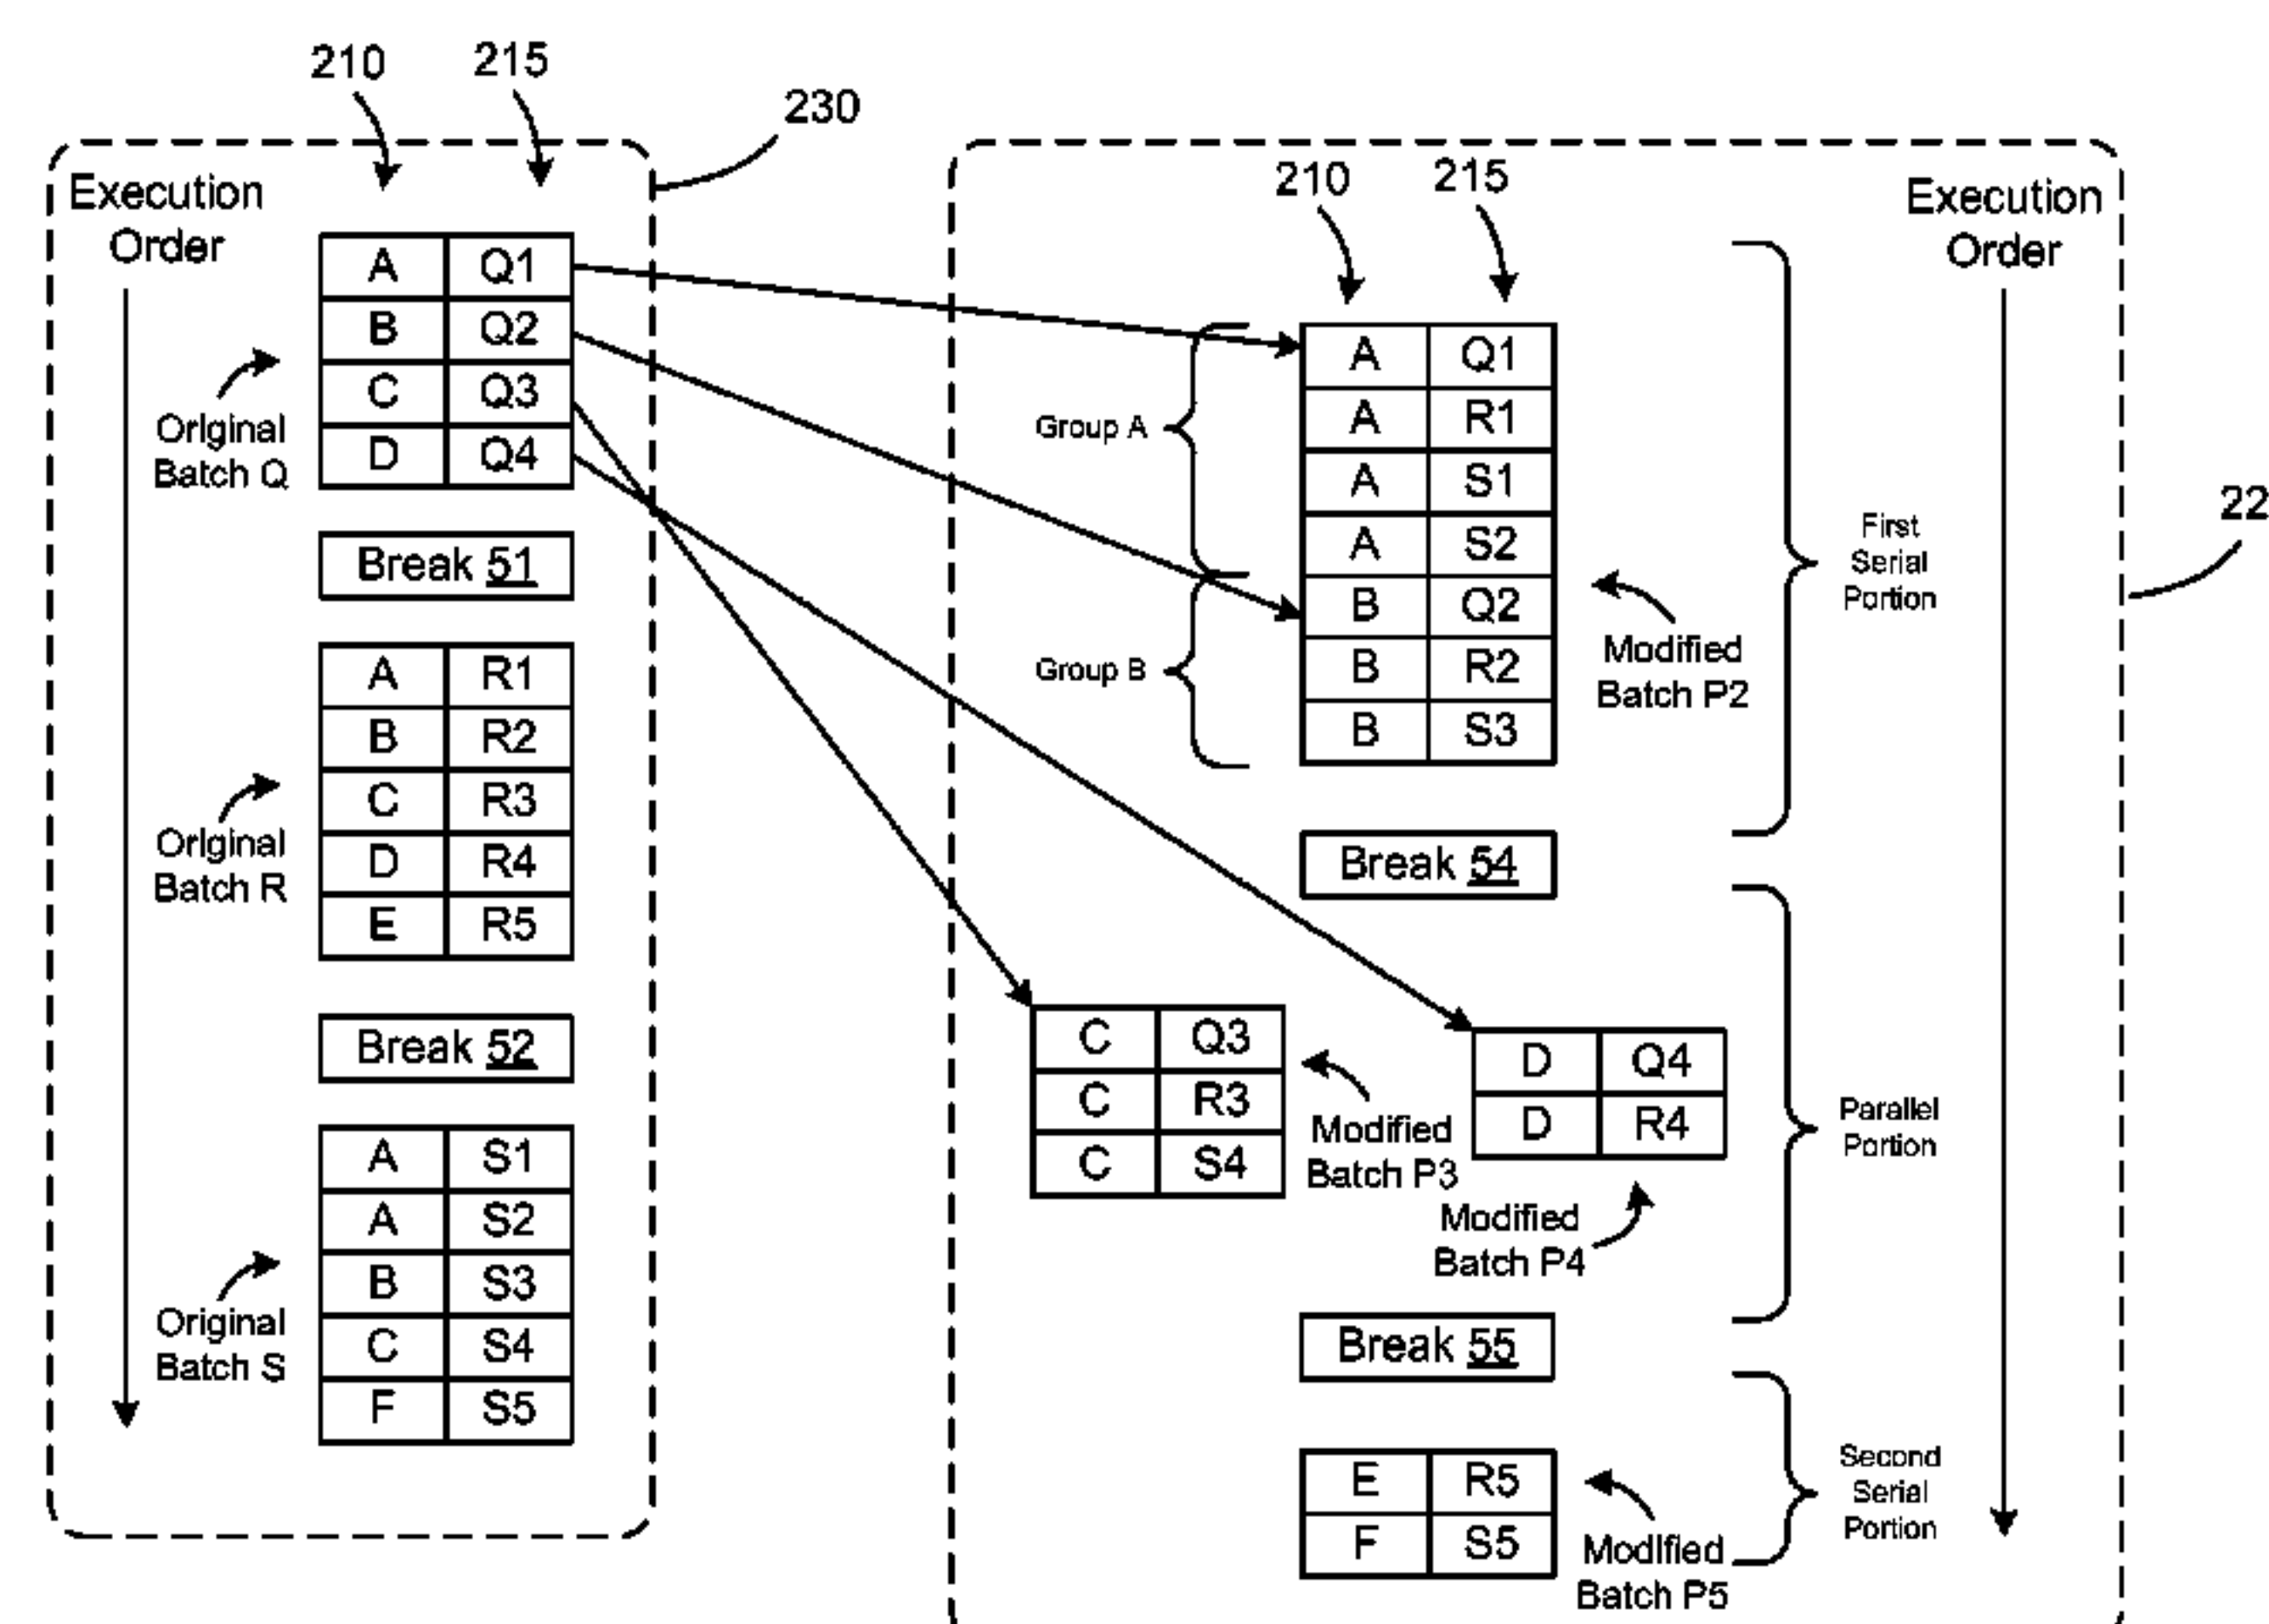 210 215
230
Execution
Order
A Q1
B Q2
C Q3
D Q4
Original
Batch Q
Break 51
A R1
B R2
C R3
D R4
E R5
Original
Batch R
Break 52
A S1
A S2
B S3
C S4
F S5
Original
Batch S
210 215
Execution
Order
A Q1
A R1
A S1
A S2
B Q2
B R2
B S3
Group A
Group B
Modified
Batch P2
First
Serial
Portion
22
Break 54
C Q3
C R3
C S4
Modified
Batch P3
D Q4
D R4
Modified
Batch P4
Parallel
Portion
Break 55
E R5
F S5
Modified
Batch P5
Second
Serial
Portion